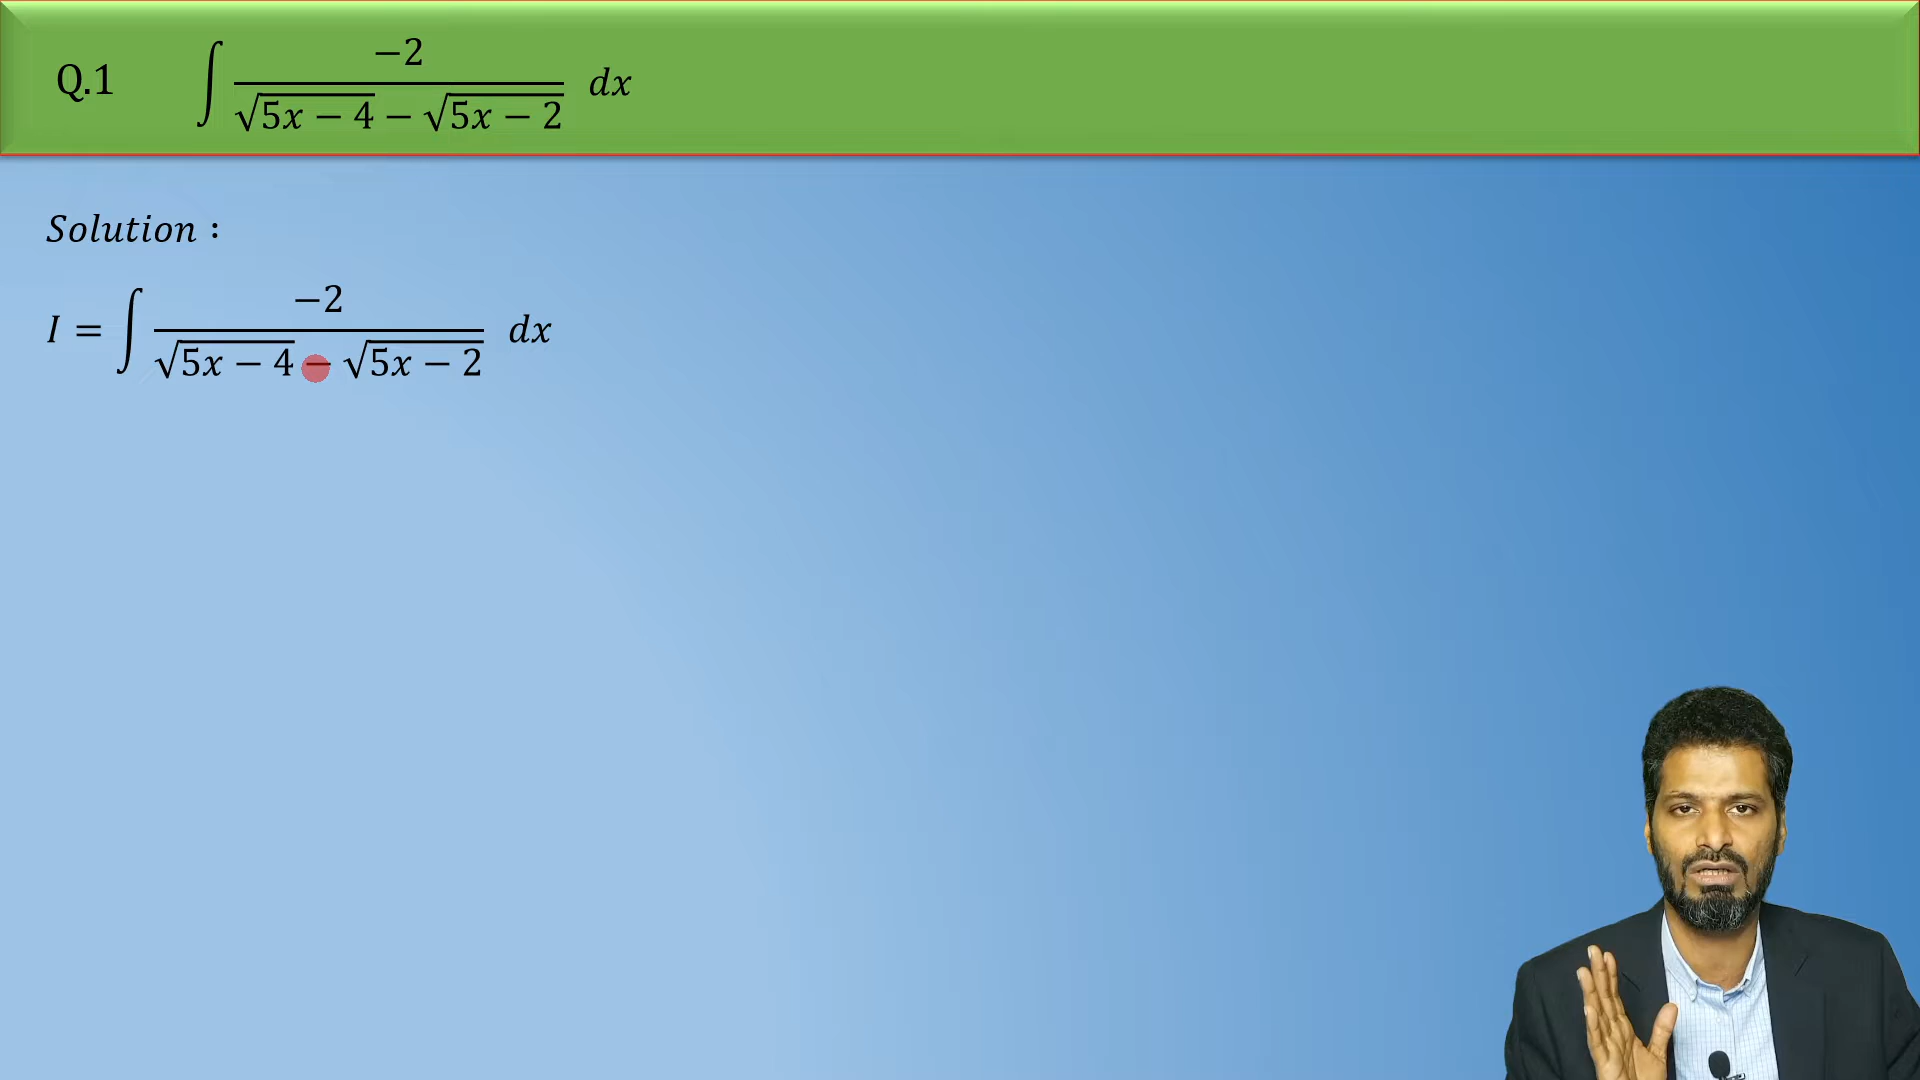 Q.1 ∫ −2 / (√(5x − 4) − √(5x − 2)) dx
Solution :
I = ∫ −2 / (√(5x − 4) − √(5x − 2)) dx